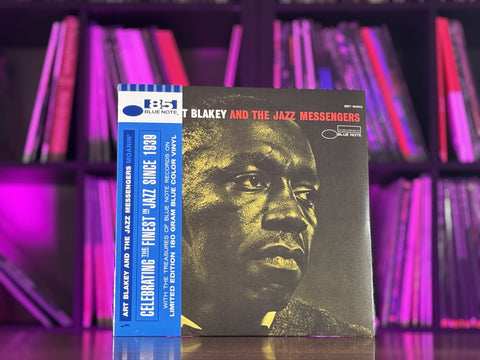 85
BLUE NOTE
ART BLAKEY AND THE JAZZ MESSENGERS MOANIN'
CELEBRATING THE FINEST IN JAZZ SINCE 1939
WITH THE TREASURES OF BLUE NOTE RECORDS ON
LIMITED EDITION 180 GRAM BLUE COLOR VINYL
T BLAKEY AND THE JAZZ MESSENGERS
BLUE NOTE